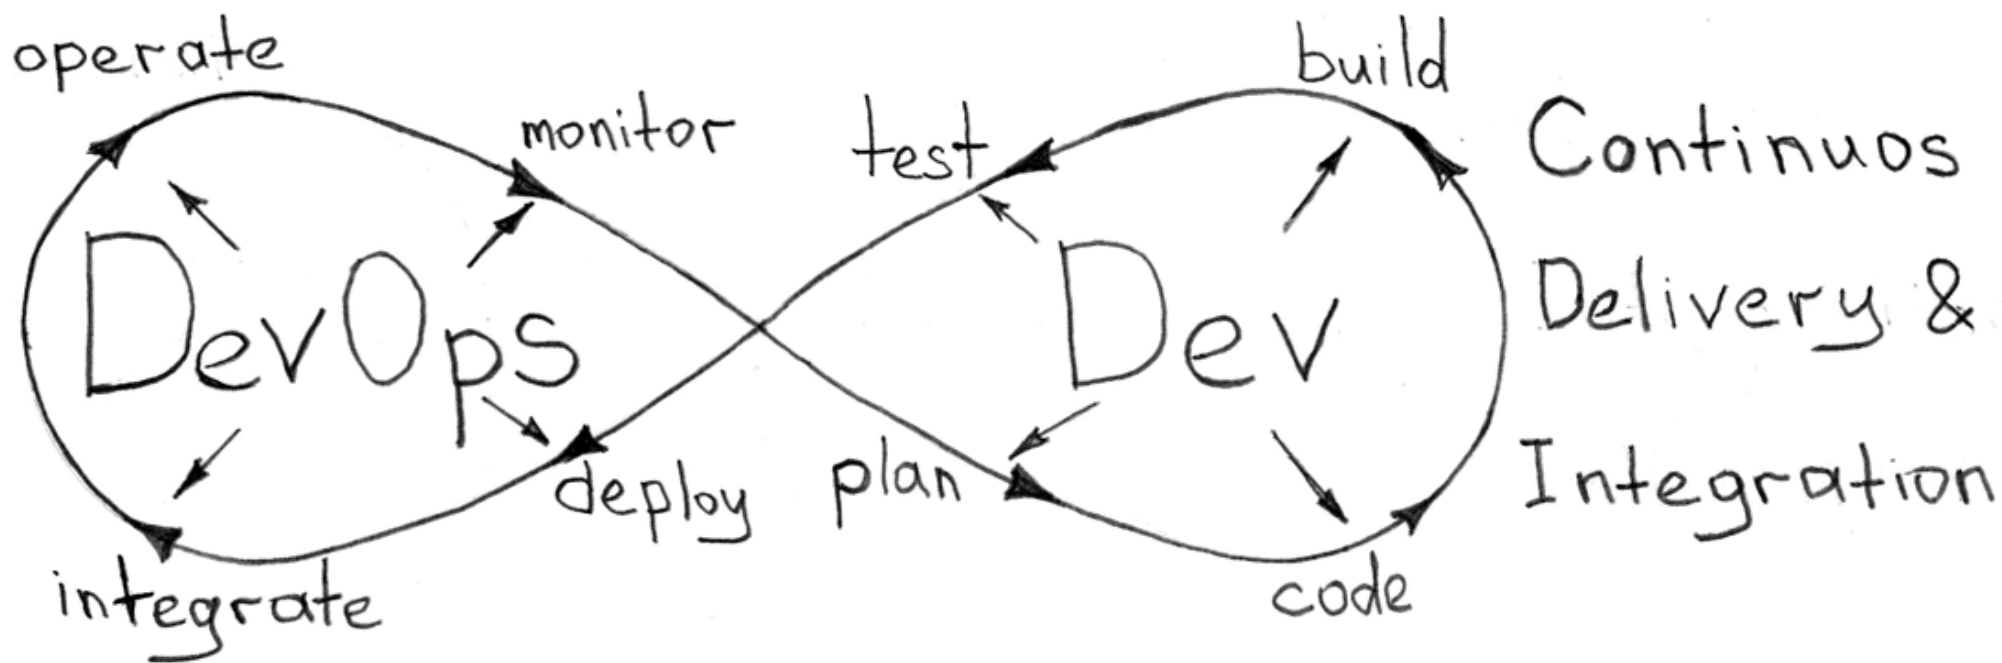 operate
build
monitor
test
Continuos
DevOps
Dev
Delivery &
deploy
plan
Integration
integrate
code